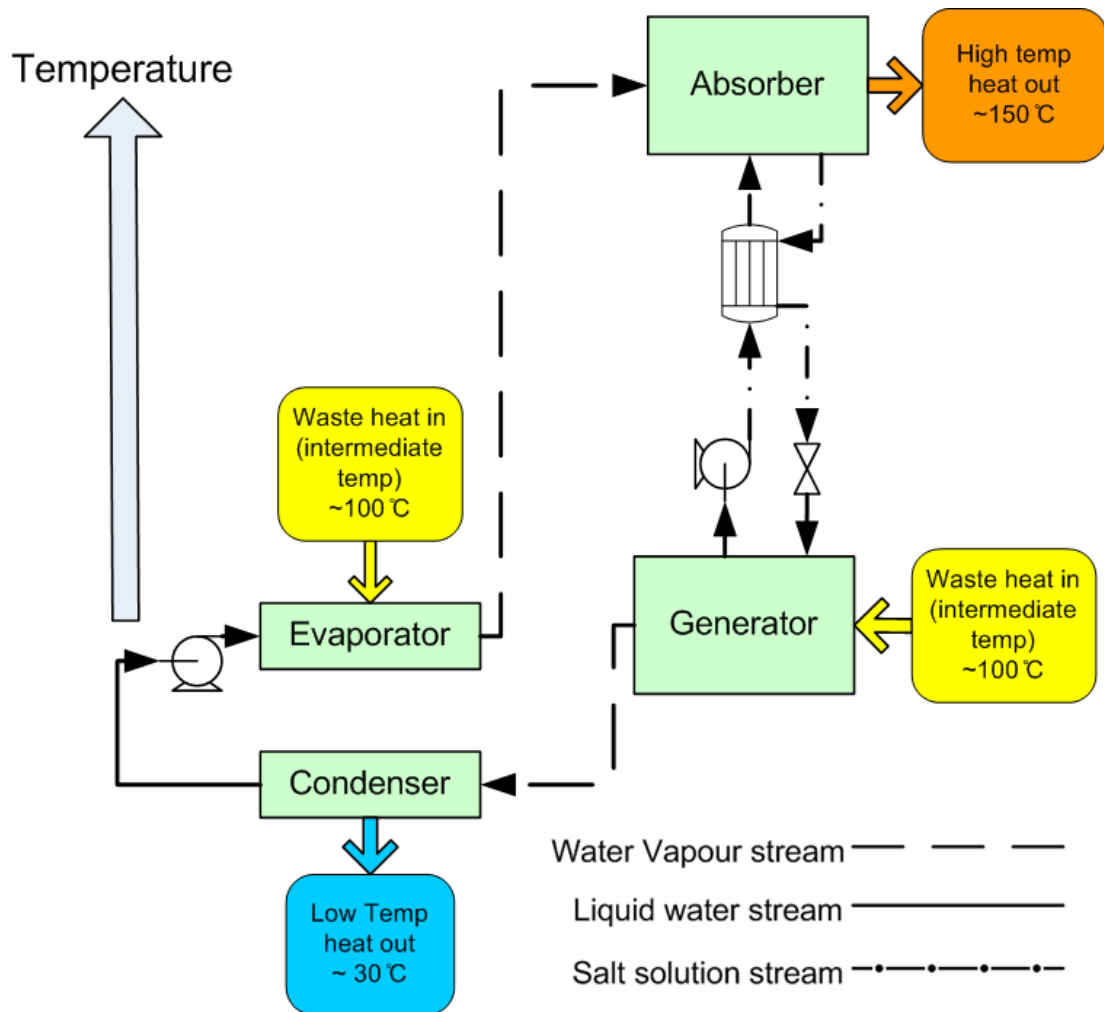 Temperature
Absorber
High temp
heat out
~150 ℃
Waste heat in
(intermediate
temp)
~100 ℃
Evaporator
Generator
Waste heat in
(intermediate
temp)
~100 ℃
Condenser
Low Temp
heat out
~ 30 ℃
Water Vapour stream
Liquid water stream
Salt solution stream